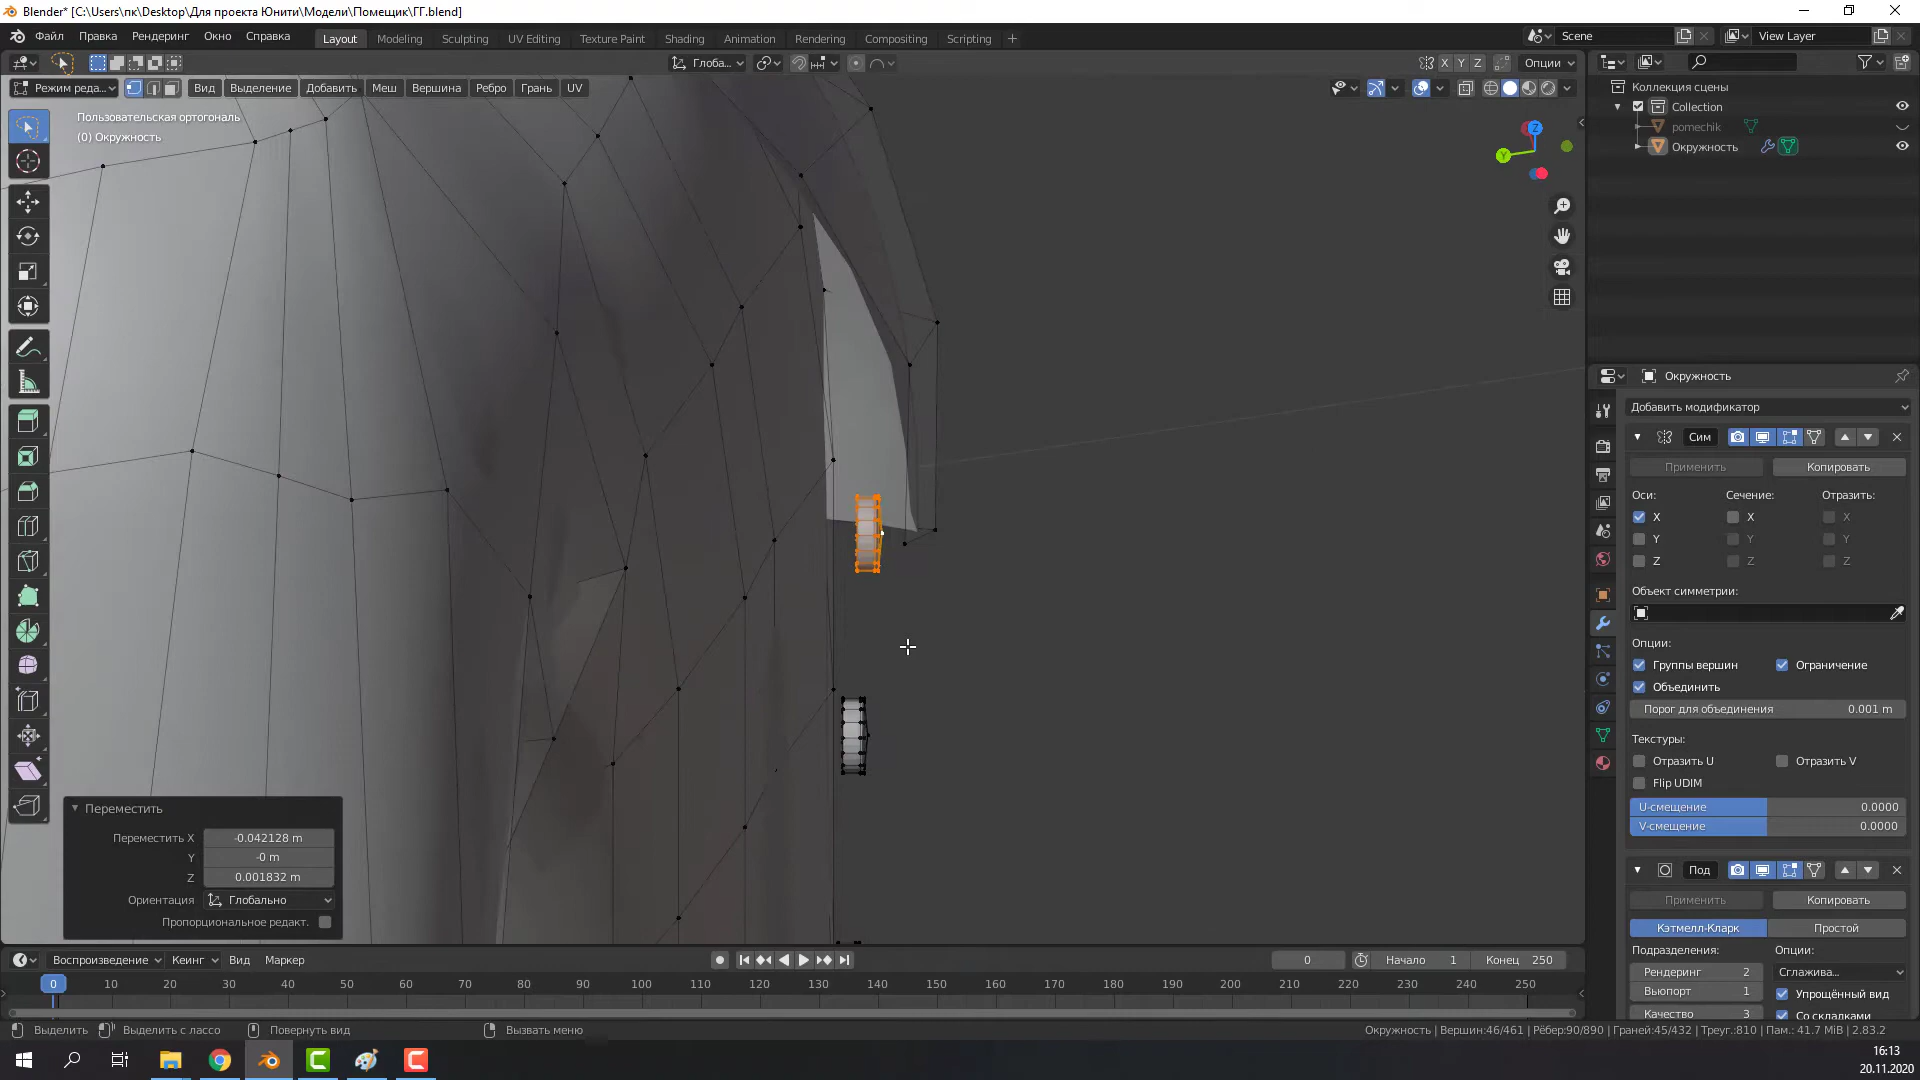 Blender* [C:\Users\пк\Desktop\Для проекта Юнити\Модели\Помещик\ГГ.blend]
Файл Правка Рендеринг Окно Справка Layout Modeling Sculpting UV Editing Texture Paint Shading Animation Rendering Compositing Scripting Scene View Layer
Глоба... X Y Z Опции
Режим реда... Вид Выделение Добавить Меш Вершина Ребро Грань UV
Пользовательская ортогональ
(0) Окружность
Z
Y
Коллекция сцены
Collection
pomechik
Окружность
Окружность
Добавить модификатор
Сим
Применить Копировать
Оси: Сечение: Отразить:
X X X
Y Y Y
Z Z Z
Объект симметрии:
Опции:
Группы вершин Ограничение
Объединить
Порог для объединения 0.001 m
Текстуры:
Отразить U Отразить V
Flip UDIM
U-смещение 0.0000
V-смещение 0.0000
Под
Применить Копировать
Кэтмелл-Кларк Простой
Подразделения: Опции:
Рендеринг 2 Сглажива...
Вьюпорт 1 Упрощённый вид
Качество 3 Со складками
Переместить
Переместить X -0.042128 m
Y -0 m
Z 0.001832 m
Ориентация Глобально
Пропорциональное редакт.
Воспроизведение Кеинг Вид Маркер 0 Начало 1 Конец 250
0 10 20 30 40 50 60 70 80 90 100 110 120 130 140 150 160 170 180 190 200 210 220 230 240 250
Выделить Выделить с лассо Повернуть вид Вызвать меню Окружность | Вершин:46/461 | Рёбер:90/890 | Граней:45/432 | Треуг.:810 | Пам.: 41.7 MiB | 2.83.2
16:13
20.11.2020